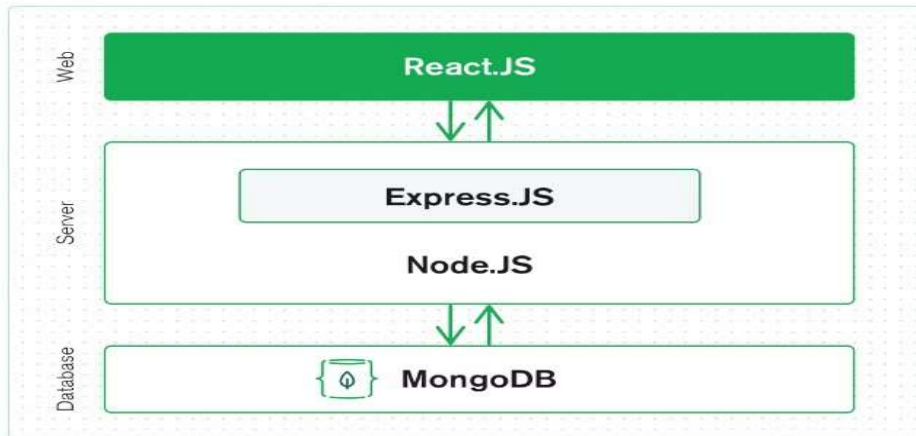 Web
React.JS
Server
Express.JS
Node.JS
Database
MongoDB